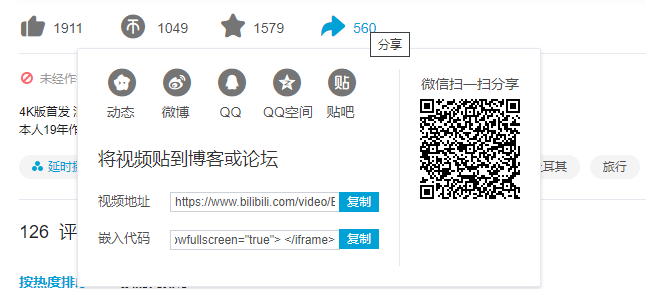 1911 1049 1579 560
分享
未经作
动态 微博 QQ QQ空间 贴吧
贴
微信扫一扫分享
4K版首发
本人19年作
将视频贴到博客或论坛
延时摄
土耳其 旅行
视频地址 https://www.bilibili.com/video/B 复制
嵌入代码 owfullscreen="true"> </iframe> 复制
126 评
按热度排